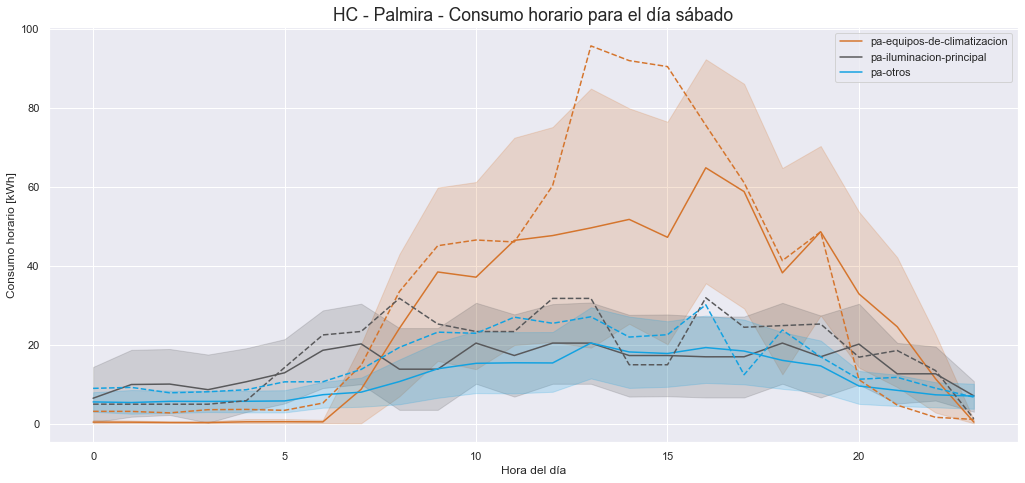 HC - Palmira - Consumo horario para el día sábado
pa-equipos-de-climatizacion
pa-iluminacion-principal
pa-otros
Consumo horario [kWh]
100
80
60
40
20
0
0 5 10 15 20
Hora del día